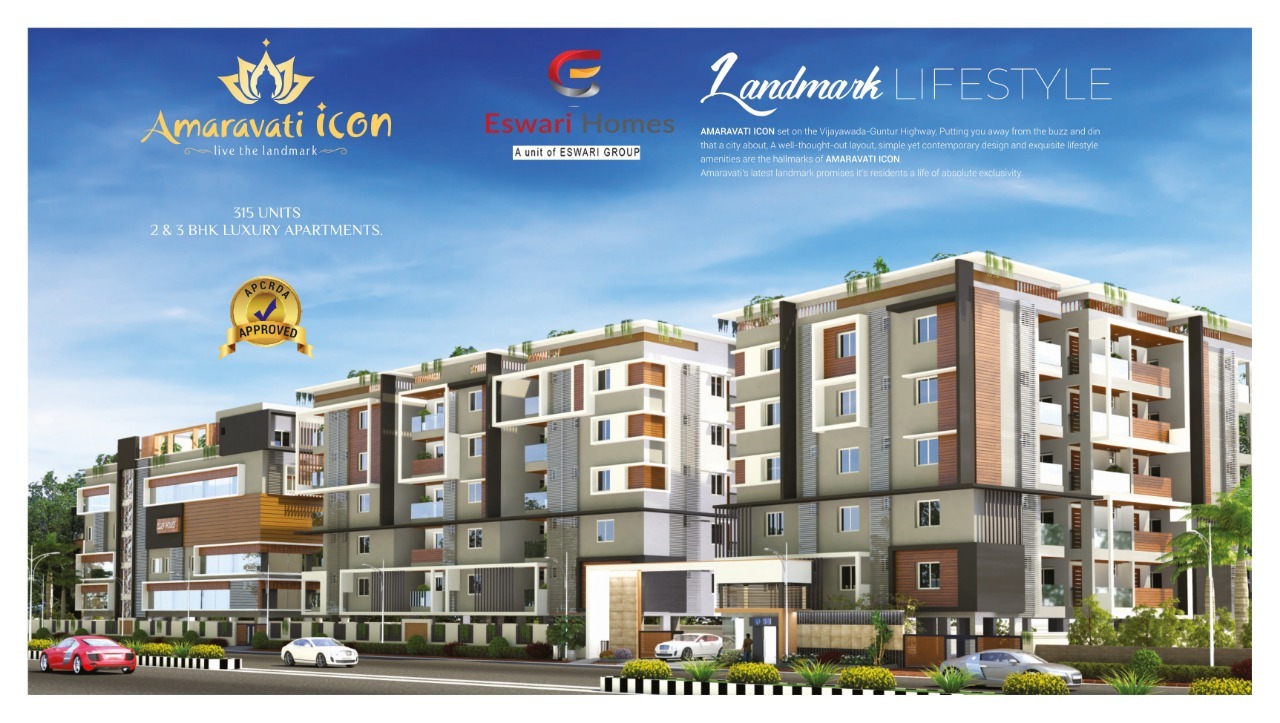 Amaravati icon
live the landmark
Eswari Homes
A unit of ESWARI GROUP
Landmark LIFESTYLE
AMARAVATI ICON set on the Vijayawada-Guntur Highway, Putting you away from the buzz and din
that a city about, A well-thought-out layout, simple yet contemporary design and exquisite lifestyle
amenities are the hallmarks of AMARAVATI ICON.
Amaravati's latest landmark promises it's residents a life of absolute exclusivity.
315 UNITS
2 & 3 BHK LUXURY APARTMENTS.
APCRDA
APPROVED
CLUB HOUSE